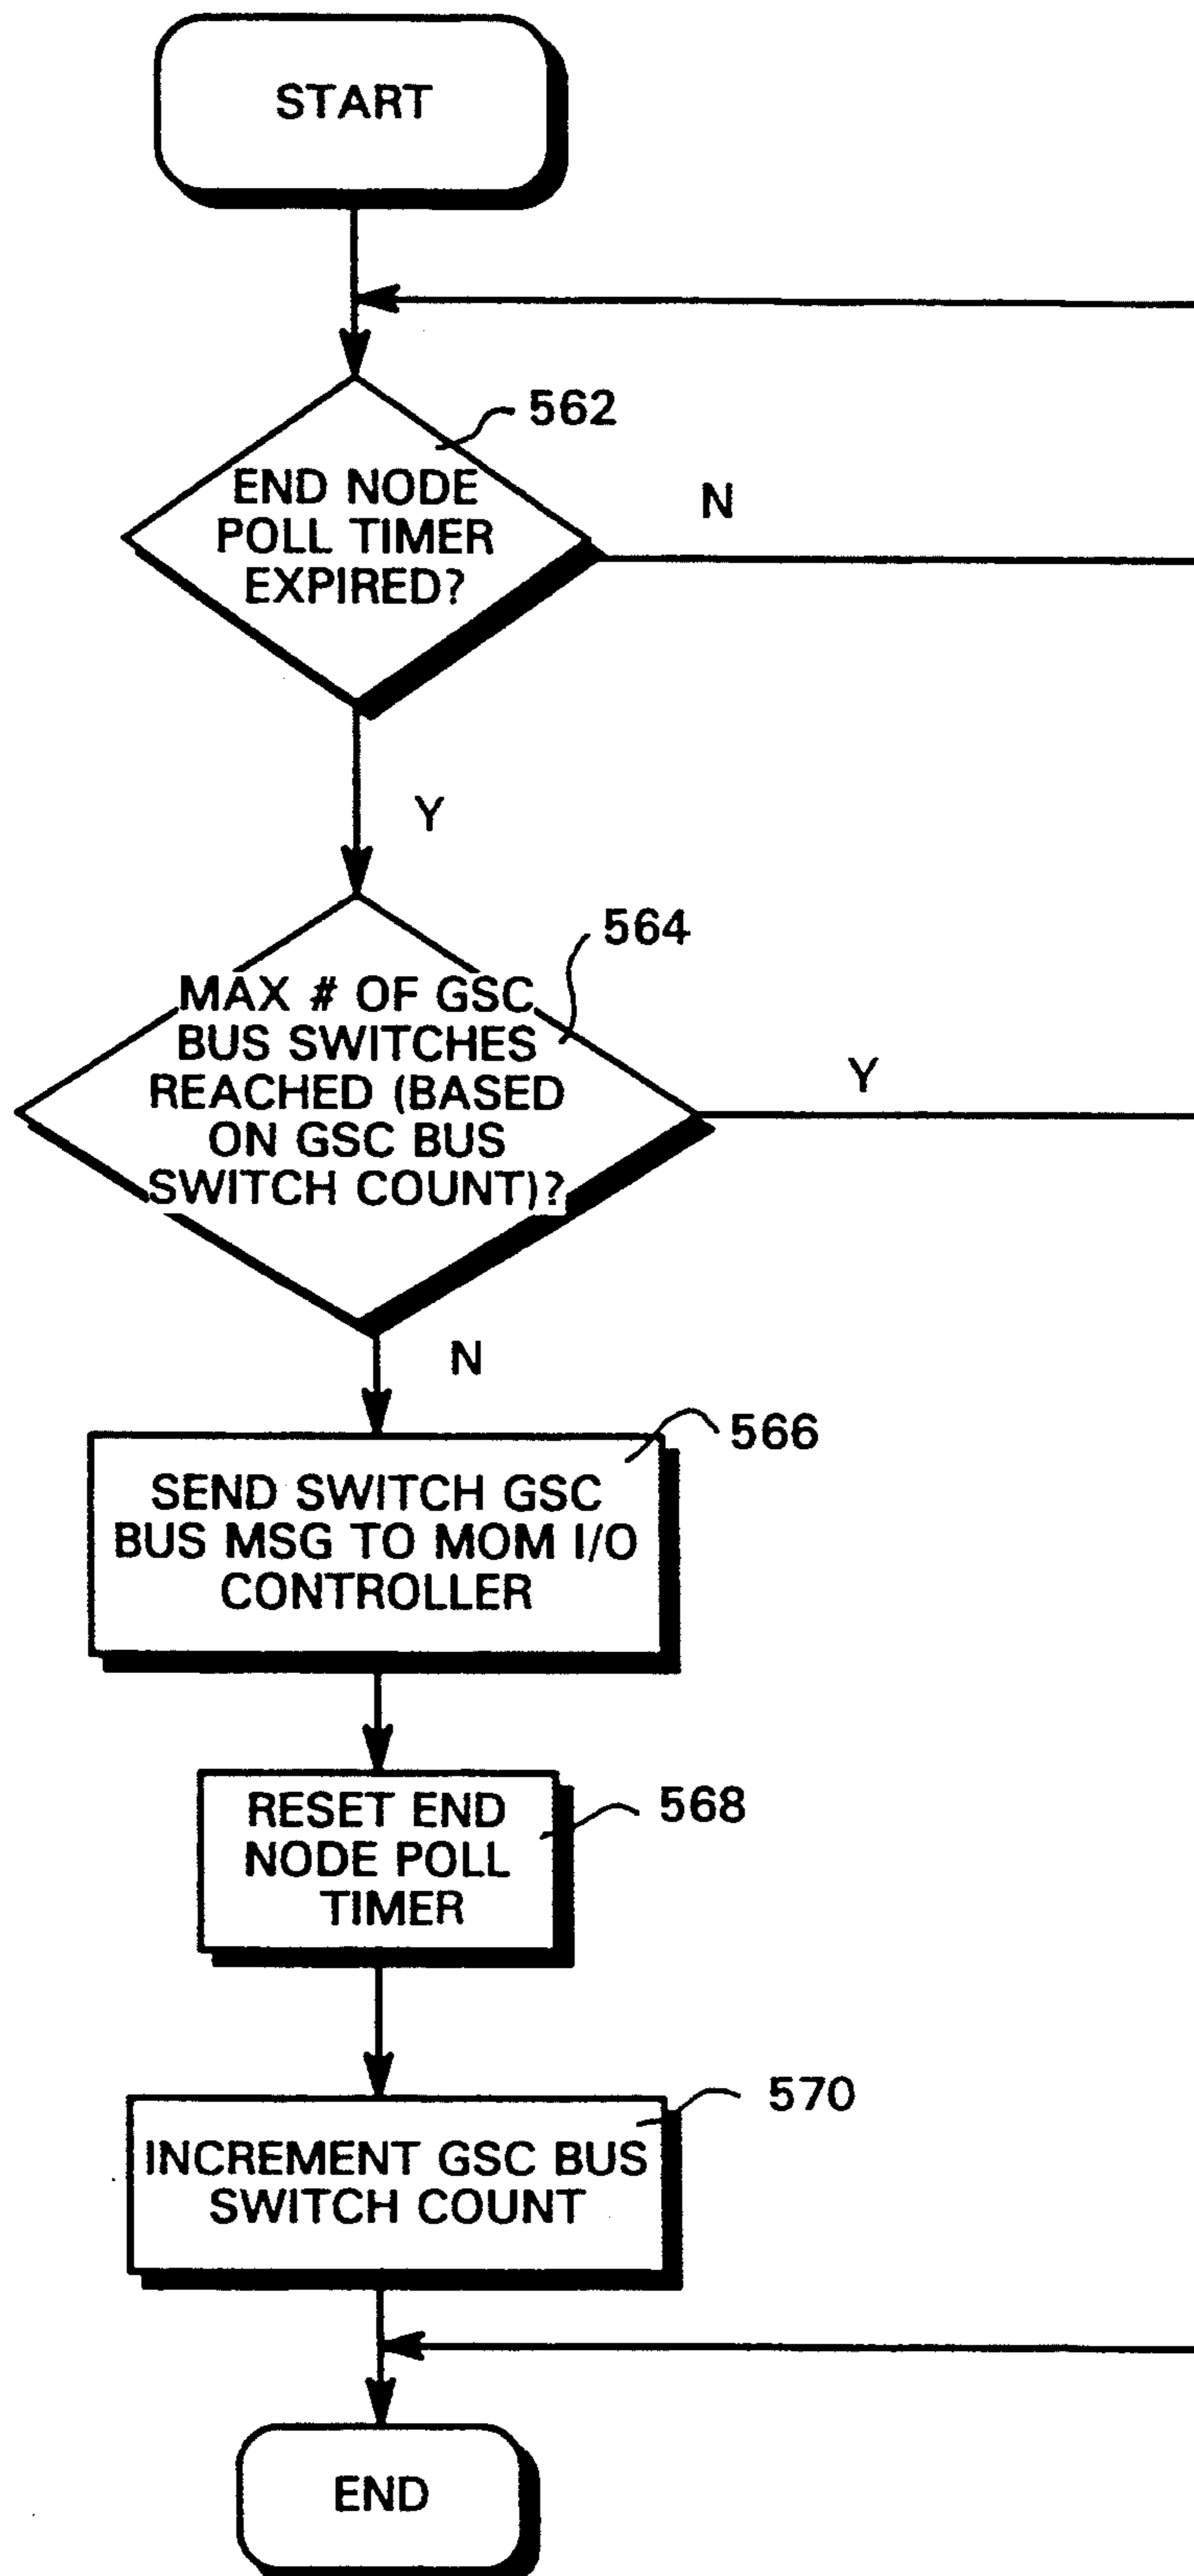 START
562
END NODE
POLL TIMER
EXPIRED?
N
Y
564
MAX # OF GSC
BUS SWITCHES
REACHED (BASED
ON GSC BUS
SWITCH COUNT)?
Y
N
566
SEND SWITCH GSC
BUS MSG TO MOM I/O
CONTROLLER
568
RESET END
NODE POLL
TIMER
570
INCREMENT GSC BUS
SWITCH COUNT
END